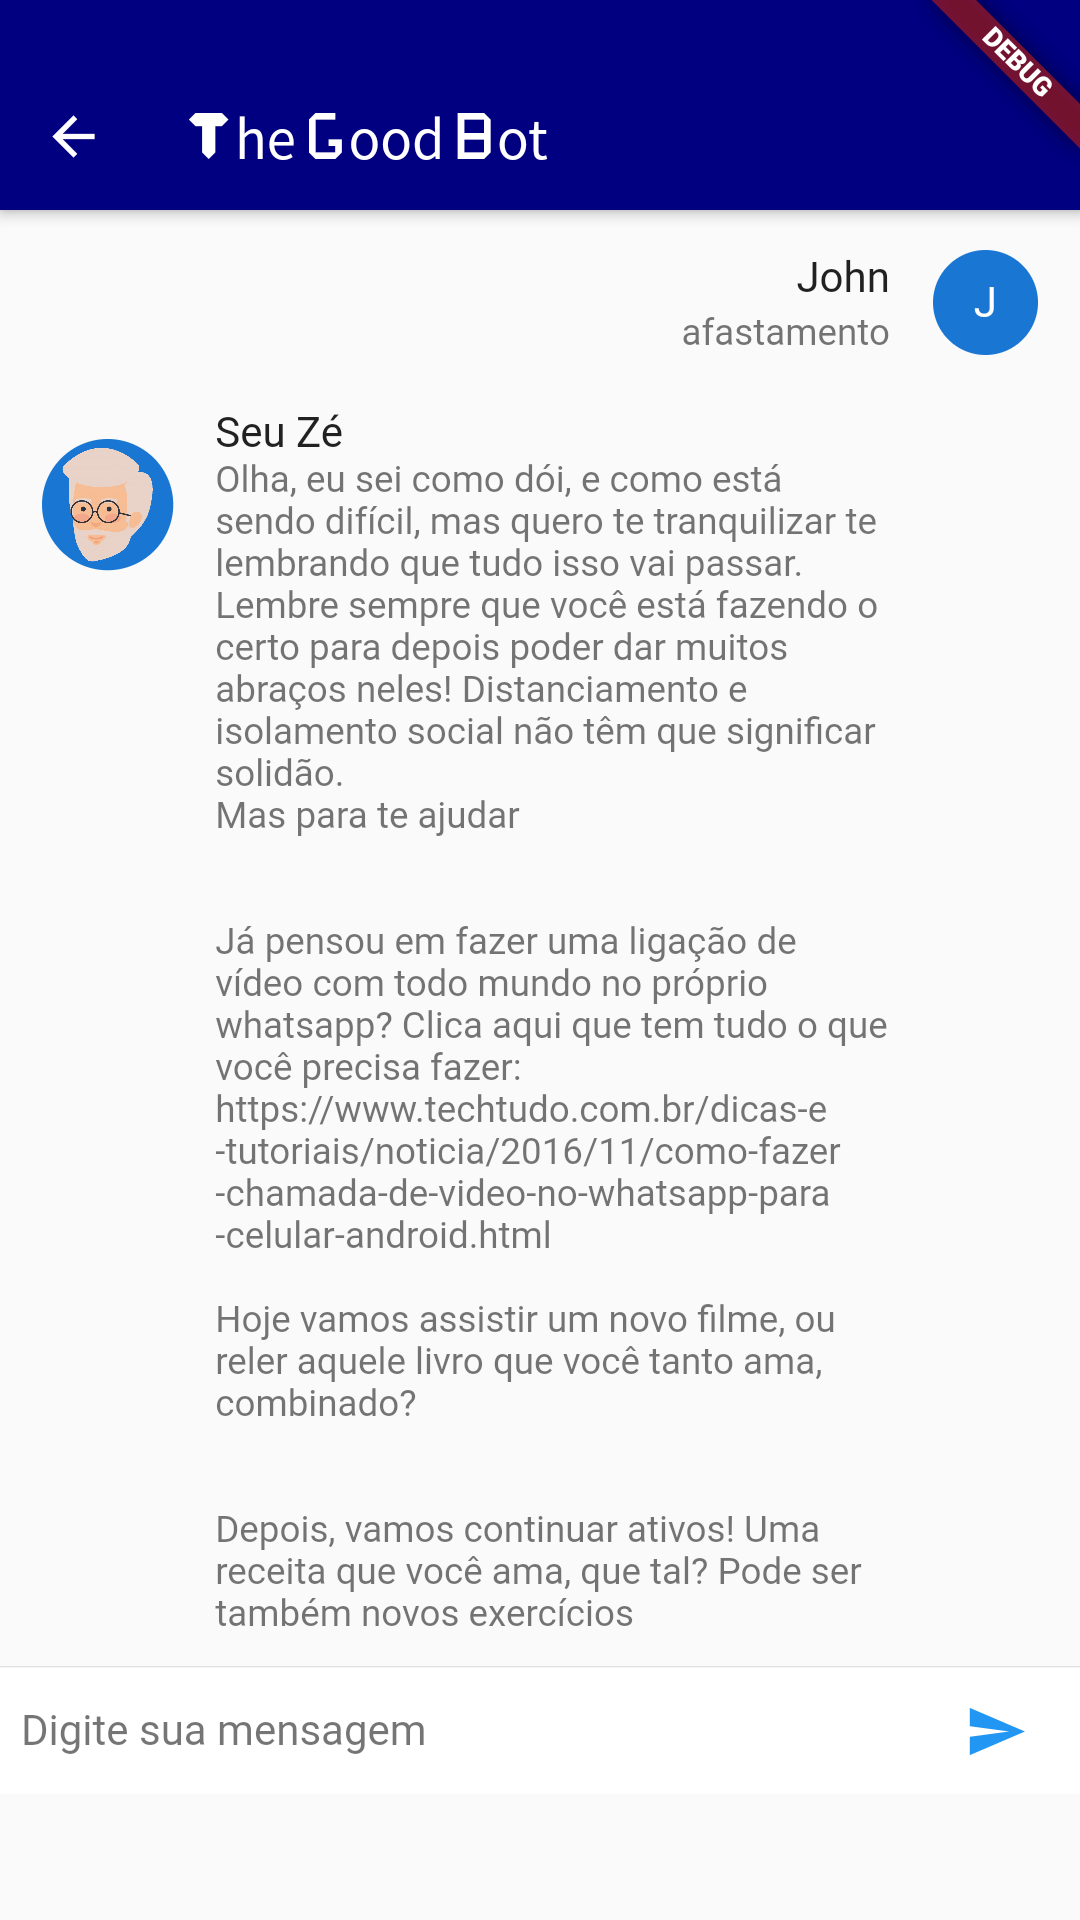 DEBUG
The Good Bot
John
J
afastamento
Seu Zé
Olha, eu sei como dói, e como está
sendo difícil, mas quero te tranquilizar te
lembrando que tudo isso vai passar.
Lembre sempre que você está fazendo o
certo para depois poder dar muitos
abraços neles! Distanciamento e
isolamento social não têm que significar
solidão.
Mas para te ajudar
Já pensou em fazer uma ligação de
vídeo com todo mundo no próprio
whatsapp? Clica aqui que tem tudo o que
você precisa fazer:
https://www.techtudo.com.br/dicas-e
-tutoriais/noticia/2016/11/como-fazer
-chamada-de-video-no-whatsapp-para
-celular-android.html
Hoje vamos assistir um novo filme, ou
reler aquele livro que você tanto ama,
combinado?
Depois, vamos continuar ativos! Uma
receita que você ama, que tal? Pode ser
também novos exercícios
Digite sua mensagem